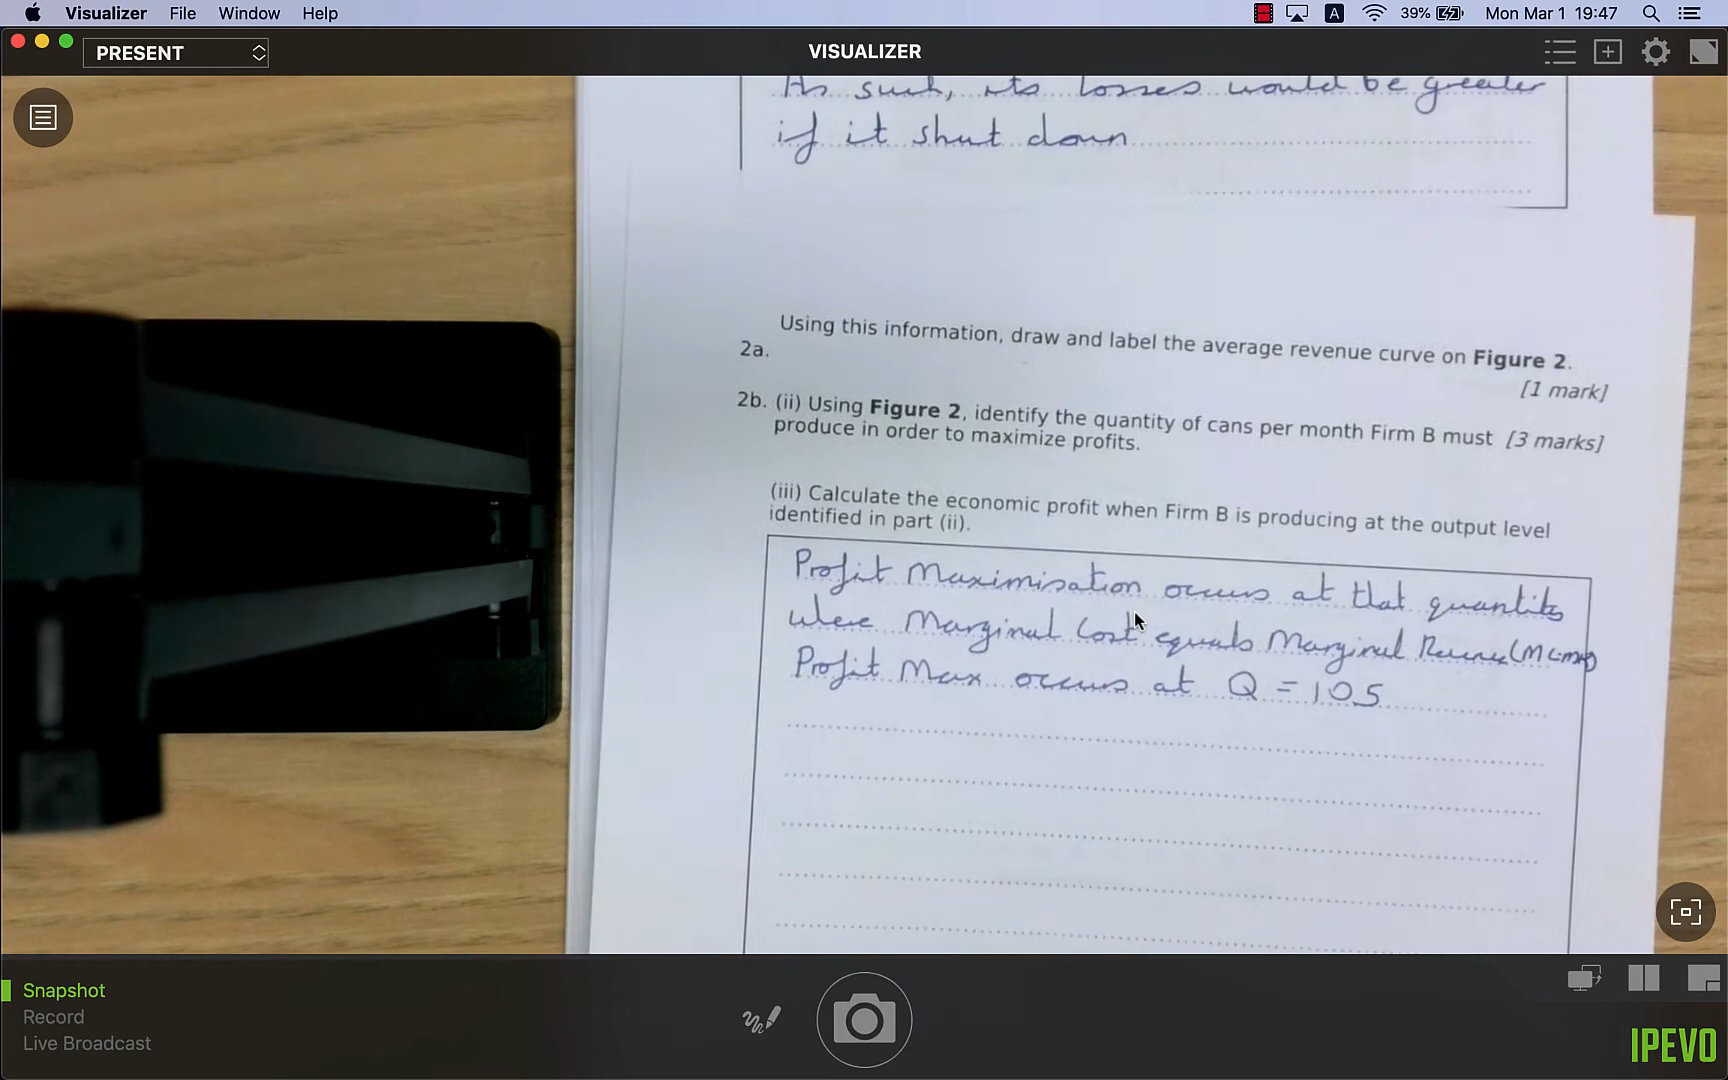 Visualizer File Window Help
A 39% Mon Mar 1 19:47
PRESENT
VISUALIZER
As such, its losses would be greater
if it shut down
Using this information, draw and label the average revenue curve on Figure 2.
2a.
[1 mark]
2b. (ii) Using Figure 2, identify the quantity of cans per month Firm B must [3 marks]
produce in order to maximize profits.
(iii) Calculate the economic profit when Firm B is producing at the output level
identified in part (ii).
Profit Maximisation occurs at that quantity
where Marginal Cost equals Marginal Revenue (MC=MR)
Profit Max occurs at Q = 105
Snapshot
Record
Live Broadcast
IPEVO